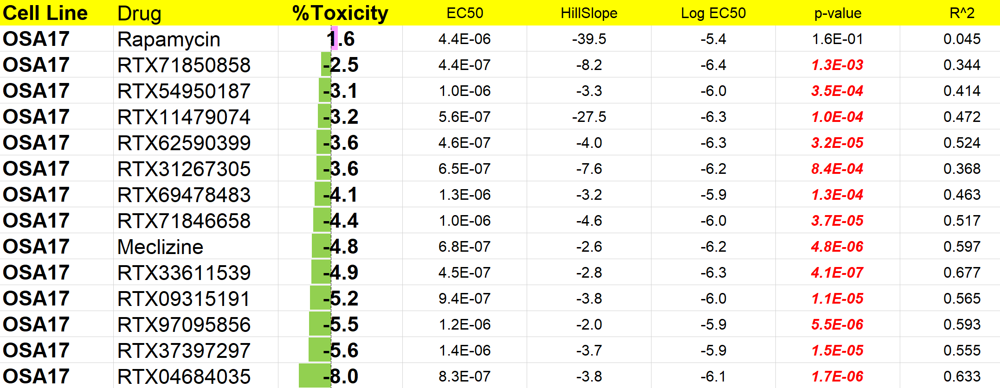 Cell Line Drug %Toxicity EC50 HillSlope Log EC50 p-value R^2
OSA17 Rapamycin 1.6 4.4E-06 -39.5 -5.4 1.6E-01 0.045
OSA17 RTX71850858 -2.5 4.4E-07 -8.2 -6.4 1.3E-03 0.344
OSA17 RTX54950187 -3.1 1.0E-06 -3.3 -6.0 3.5E-04 0.414
OSA17 RTX11479074 -3.2 5.6E-07 -27.5 -6.3 1.0E-04 0.472
OSA17 RTX62590399 -3.6 4.6E-07 -4.0 -6.3 3.2E-05 0.524
OSA17 RTX31267305 -3.6 6.5E-07 -7.6 -6.2 8.4E-04 0.368
OSA17 RTX69478483 -4.1 1.3E-06 -3.2 -5.9 1.3E-04 0.463
OSA17 RTX71846658 -4.4 1.0E-06 -4.6 -6.0 3.7E-05 0.517
OSA17 Meclizine -4.8 6.8E-07 -2.6 -6.2 4.8E-06 0.597
OSA17 RTX33611539 -4.9 4.5E-07 -2.8 -6.3 4.1E-07 0.677
OSA17 RTX09315191 -5.2 9.4E-07 -3.8 -6.0 1.1E-05 0.565
OSA17 RTX97095856 -5.5 1.2E-06 -2.0 -5.9 5.5E-06 0.593
OSA17 RTX37397297 -5.6 1.4E-06 -3.7 -5.9 1.5E-05 0.555
OSA17 RTX04684035 -8.0 8.3E-07 -3.8 -6.1 1.7E-06 0.633